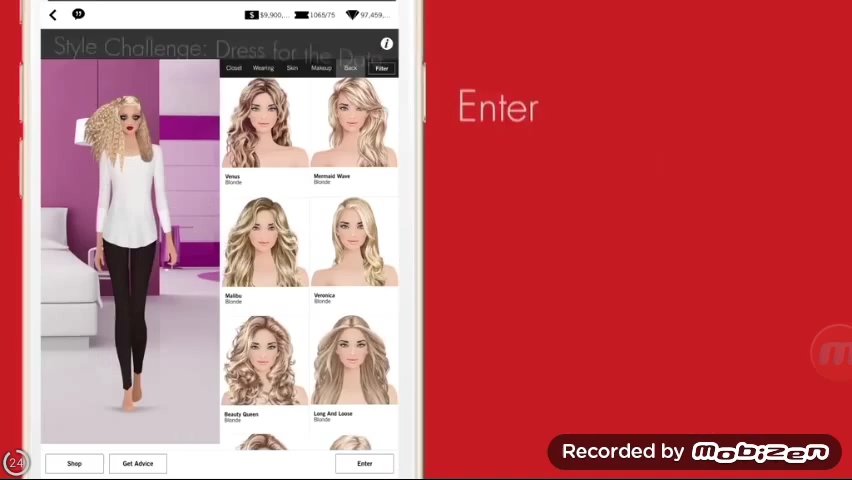 $9,900,...
1065/75
97,459,...
Style Challenge: Dress for the Date
Closet Wearing Skin Makeup Back Filter
Enter
Venus
Blonde
Mermaid Wave
Blonde
Malibu
Blonde
Veronica
Blonde
Beauty Queen
Blonde
Long And Loose
Blonde
Shop
Get Advice
Enter
24
Recorded by Mobizen